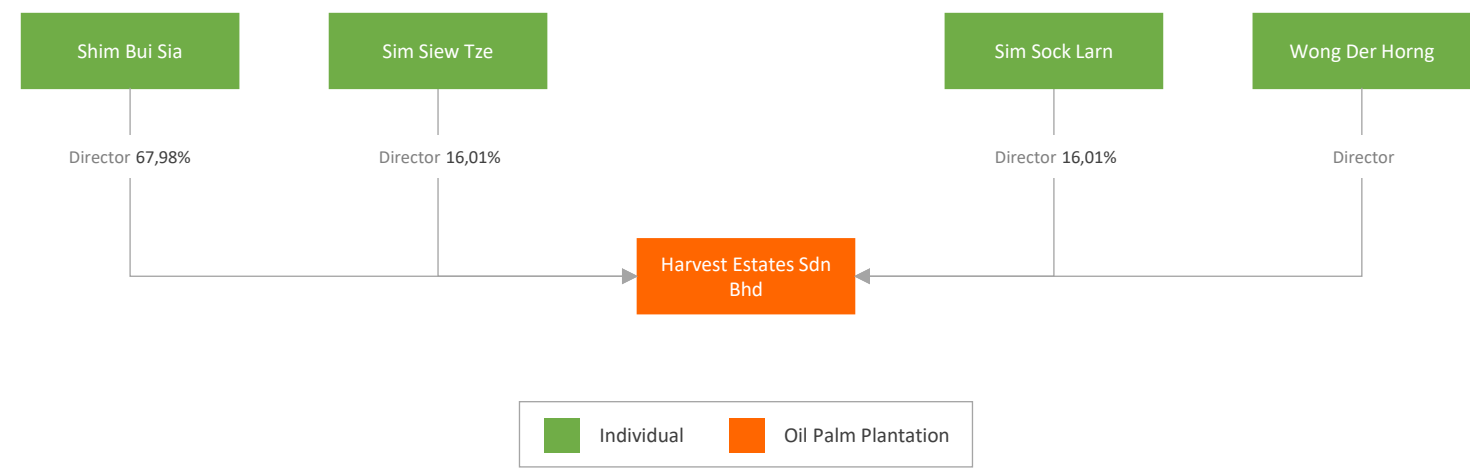 Shim Bui Sia
Sim Siew Tze
Sim Sock Larn
Wong Der Horng
Director 67,98%
Director 16,01%
Director 16,01%
Director
Harvest Estates Sdn
Bhd
Individual
Oil Palm Plantation